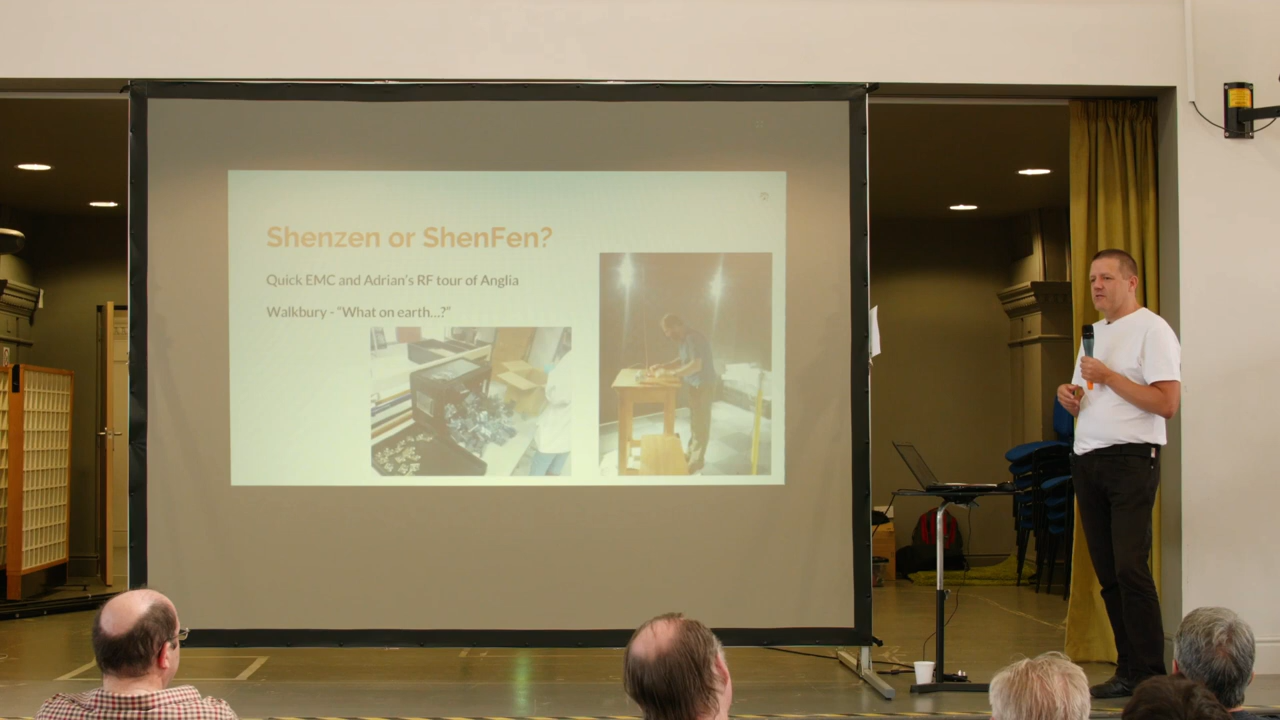 Shenzen or ShenFen?
Quick EMC and Adrian's RF tour of Anglia
Walkbury - "What on earth...?"